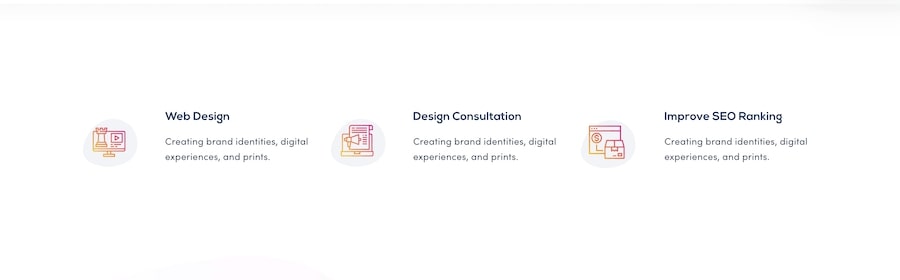 Web Design
Creating brand identities, digital
experiences, and prints.
Design Consultation
Creating brand identities, digital
experiences, and prints.
Improve SEO Ranking
Creating brand identities, digital
experiences, and prints.